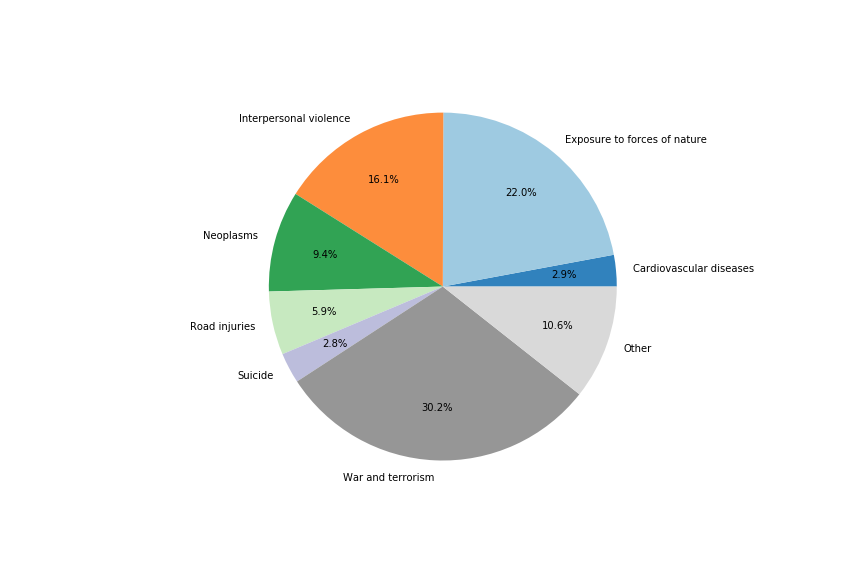 Interpersonal violence
Exposure to forces of nature
16.1%
22.0%
Neoplasms
9.4%
Cardiovascular diseases
2.9%
Road injuries
5.9%
10.6%
Other
2.8%
Suicide
30.2%
War and terrorism